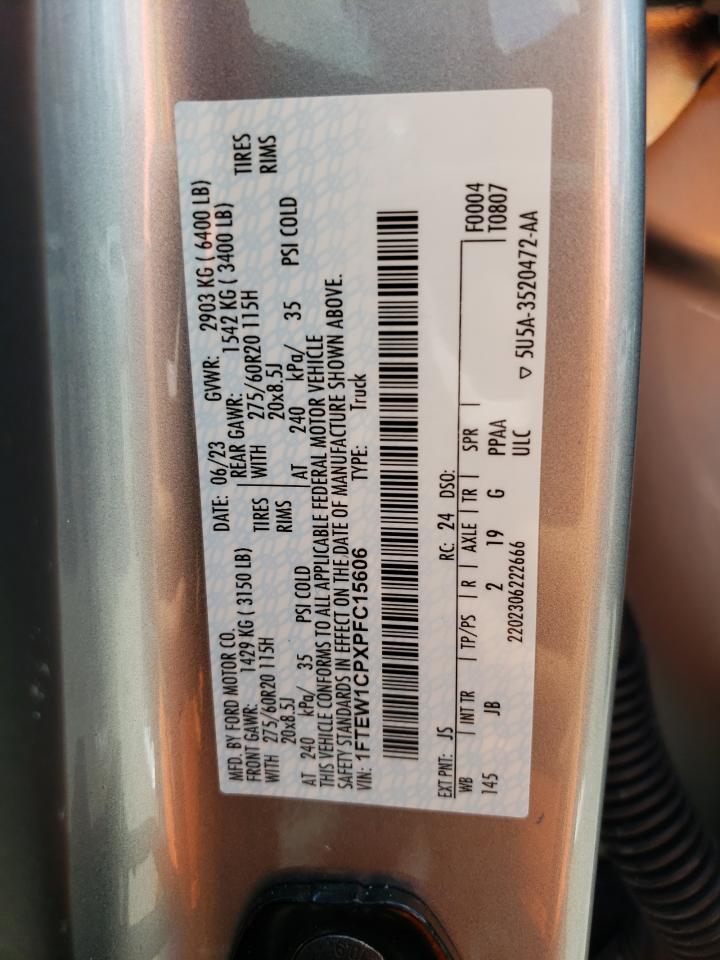 MFD. BY FORD MOTOR CO.
DATE: 06/23 GVWR: 2903 KG ( 6400 LB)
FRONT GAWR: 1429 KG ( 3150 LB) REAR GAWR: 1542 KG ( 3400 LB)
WITH 275/60R20 115H TIRES WITH 275/60R20 115H TIRES
20x8.5J RIMS 20x8.5J RIMS
AT 240 kPa/ 35 PSI COLD AT 240 kPa/ 35 PSI COLD
THIS VEHICLE CONFORMS TO ALL APPLICABLE FEDERAL MOTOR VEHICLE
SAFETY STANDARDS IN EFFECT ON THE DATE OF MANUFACTURE SHOWN ABOVE.
VIN: 1FTEW1CPXPFC15606 TYPE: Truck
EXT PNT: JS RC: 24 DSO: F0004
WB INT TR TP/PS R AXLE TR SPR T0807
145 JB 2 19 G PPAA
2202306222666 ULC ▽ 5U5A-3520472-AA